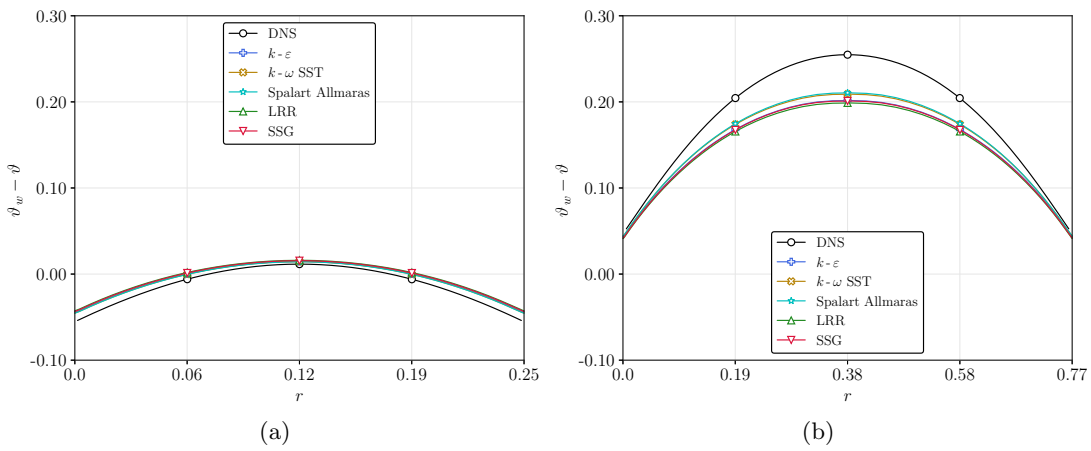 0.30
0.20
0.10
0.00
-0.10
ϑ_w − ϑ
DNS
k - ε
k - ω SST
Spalart Allmaras
LRR
SSG
0.0 0.06 0.12 0.19 0.25
r
(a)
0.30
0.20
0.10
0.00
-0.10
ϑ_w − ϑ
DNS
k - ε
k - ω SST
Spalart Allmaras
LRR
SSG
0.0 0.19 0.38 0.58 0.77
r
(b)